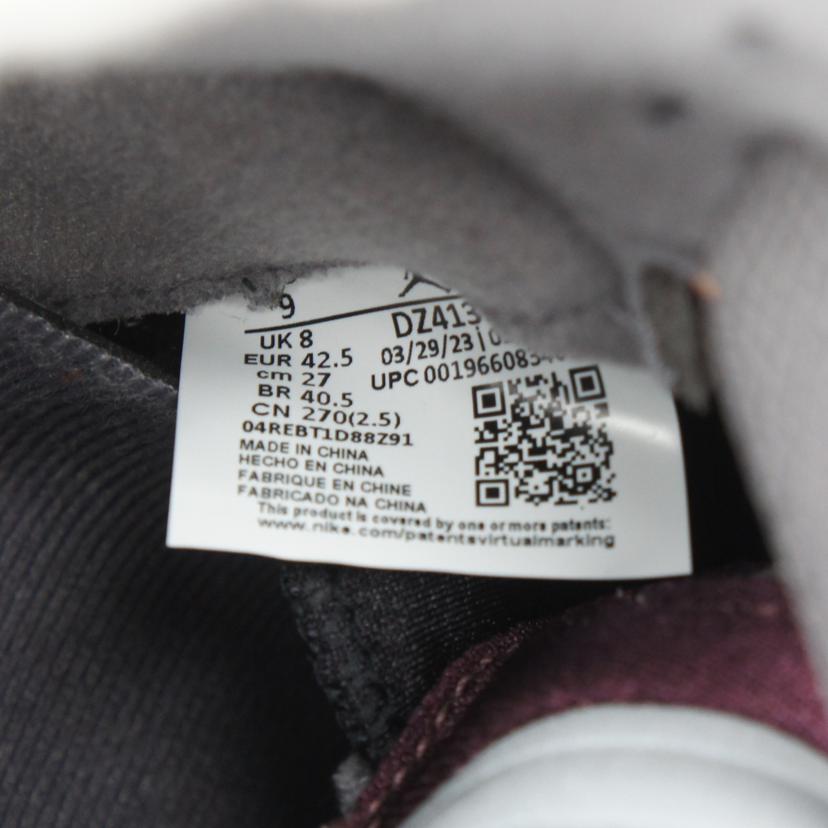 9
UK 8
EUR 42.5
cm 27
BR 40.5
CN 270(2.5)
04REBT1D88Z91
MADE IN CHINA
HECHO EN CHINA
FABRIQUE EN CHINE
FABRICADO NA CHINA
This product is covered by one or more patents:
www.nike.com/patentsvirtualmarking
DZ413
03/29/23 |
UPC 001966085